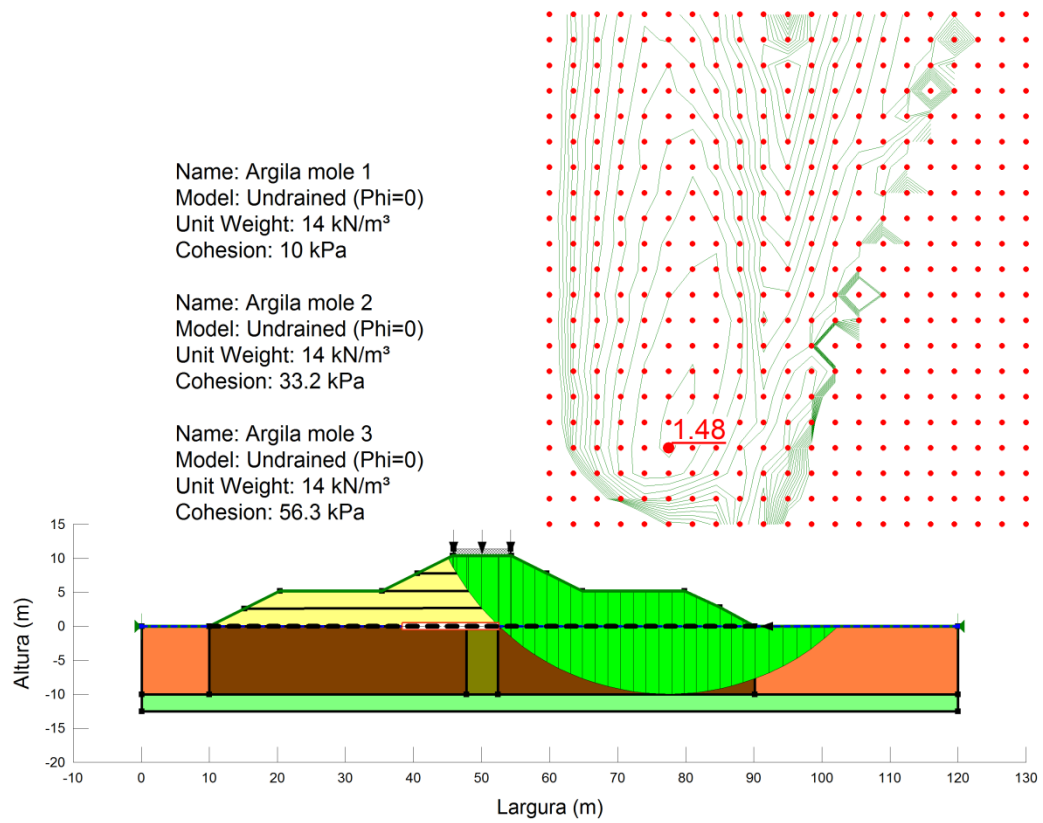 Name: Argila mole 1
Model: Undrained (Phi=0)
Unit Weight: 14 kN/m³
Cohesion: 10 kPa
Name: Argila mole 2
Model: Undrained (Phi=0)
Unit Weight: 14 kN/m³
Cohesion: 33.2 kPa
Name: Argila mole 3
Model: Undrained (Phi=0)
Unit Weight: 14 kN/m³
Cohesion: 56.3 kPa
1.48
15
10
5
0
-5
-10
-15
-20
Altura (m)
-10 0 10 20 30 40 50 60 70 80 90 100 110 120 130
Largura (m)